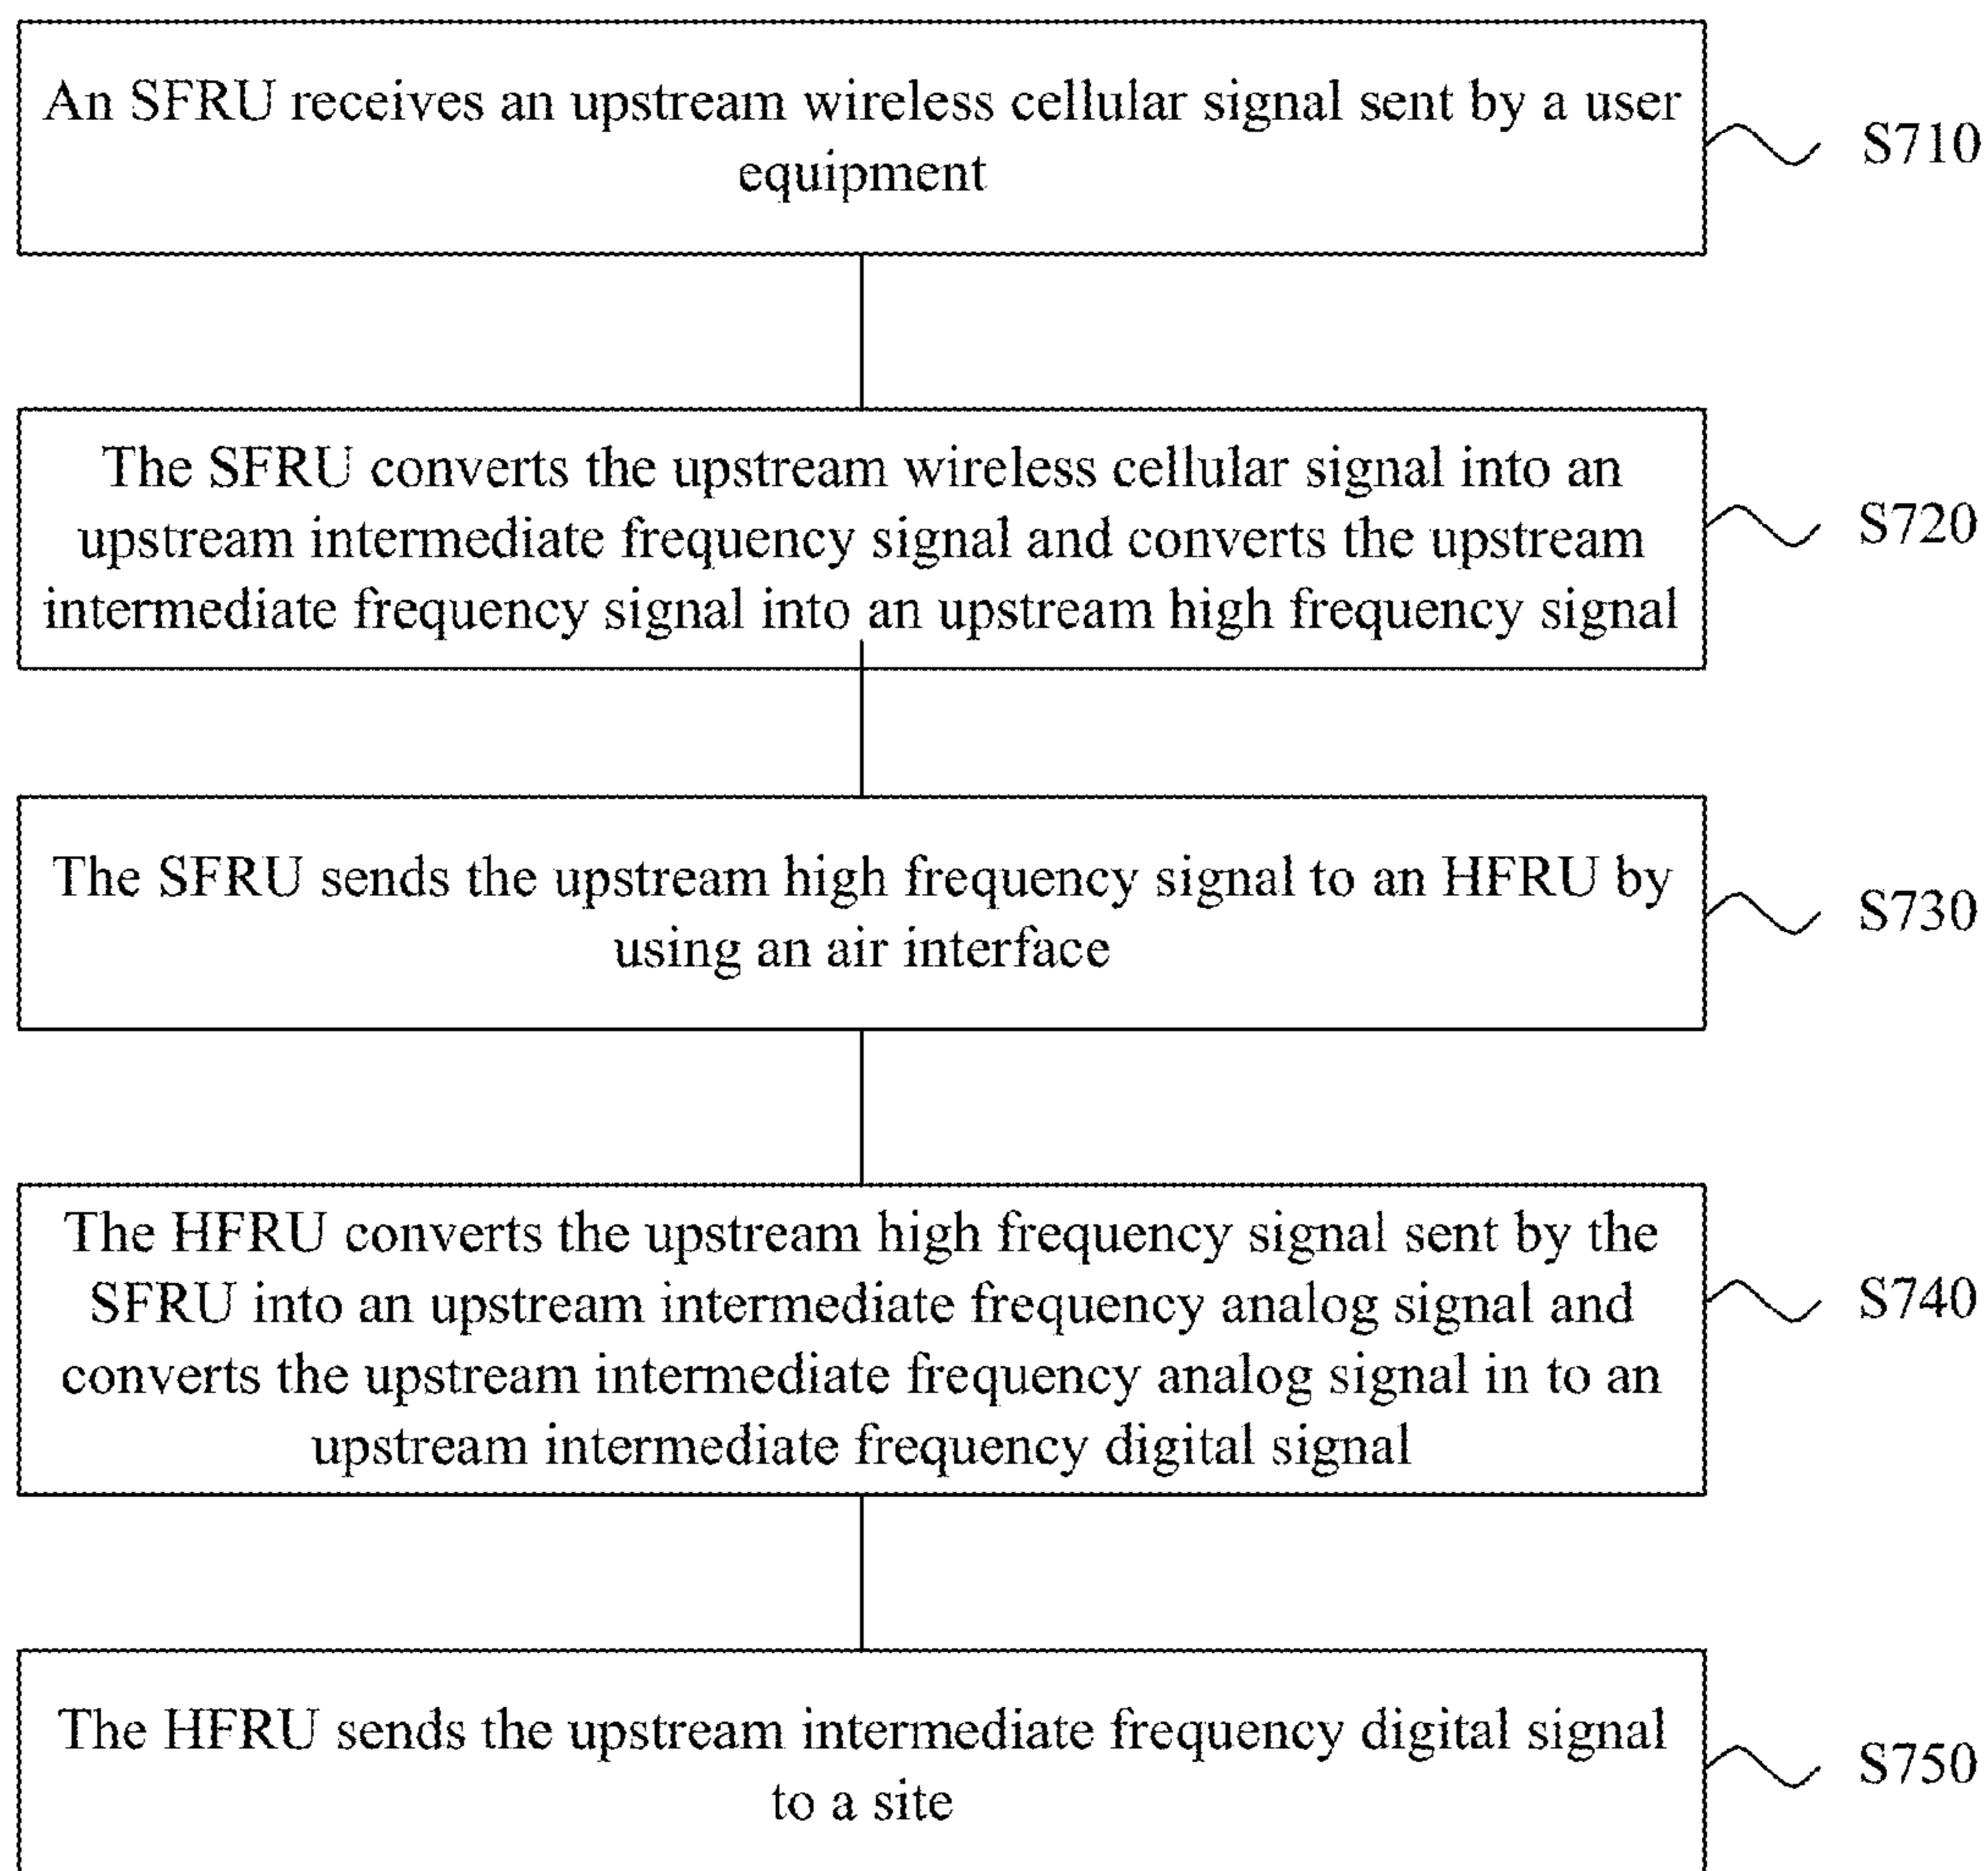 An SFRU receives an upstream wireless cellular signal sent by a user
equipment
S710
The SFRU converts the upstream wireless cellular signal into an
upstream intermediate frequency signal and converts the upstream
intermediate frequency signal into an upstream high frequency signal
S720
The SFRU sends the upstream high frequency signal to an HFRU by
using an air interface
S730
The HFRU converts the upstream high frequency signal sent by the
SFRU into an upstream intermediate frequency analog signal and
converts the upstream intermediate frequency analog signal in to an
upstream intermediate frequency digital signal
S740
The HFRU sends the upstream intermediate frequency digital signal
to a site
S750